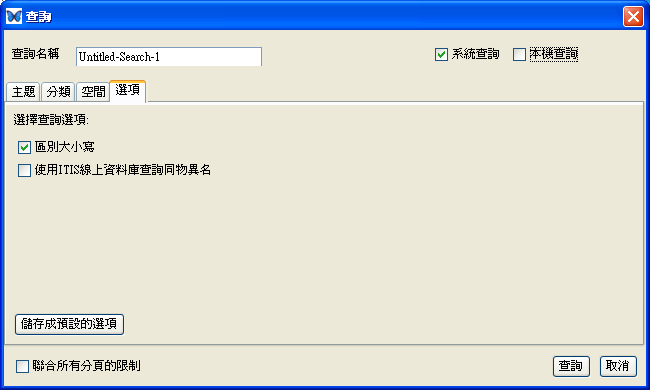 查詢
查詢名稱 Untitled-Search-1 系統查詢 本機查詢
主題 分類 空間 選項
選擇查詢選項:
區別大小寫
使用ITIS線上資料庫查詢同物異名
儲存成預設的選項
聯合所有分頁的限制 查詢 取消